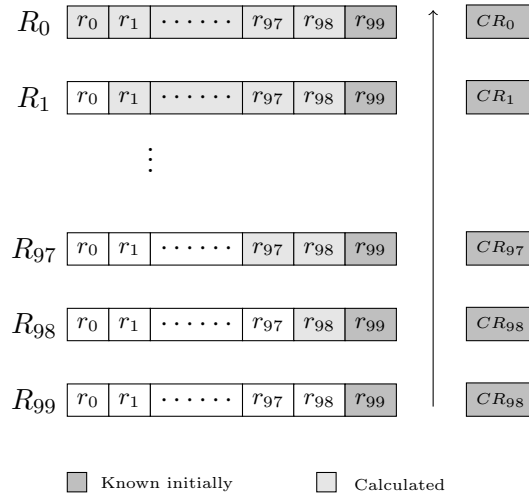 R0 r0 r1 ⋯⋯ r97 r98 r99 CR0
R1 r0 r1 ⋯⋯ r97 r98 r99 CR1
⋮
R97 r0 r1 ⋯⋯ r97 r98 r99 CR97
R98 r0 r1 ⋯⋯ r97 r98 r99 CR98
R99 r0 r1 ⋯⋯ r97 r98 r99 CR98
Known initially Calculated